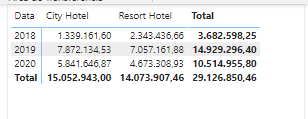 Data City Hotel Resort Hotel Total
2018 1.339.161,60 2.343.436,66 3.682.598,25
2019 7.872.134,53 7.057.161,88 14.929.296,40
2020 5.841.646,87 4.673.308,93 10.514.955,80
Total 15.052.943,00 14.073.907,46 29.126.850,46